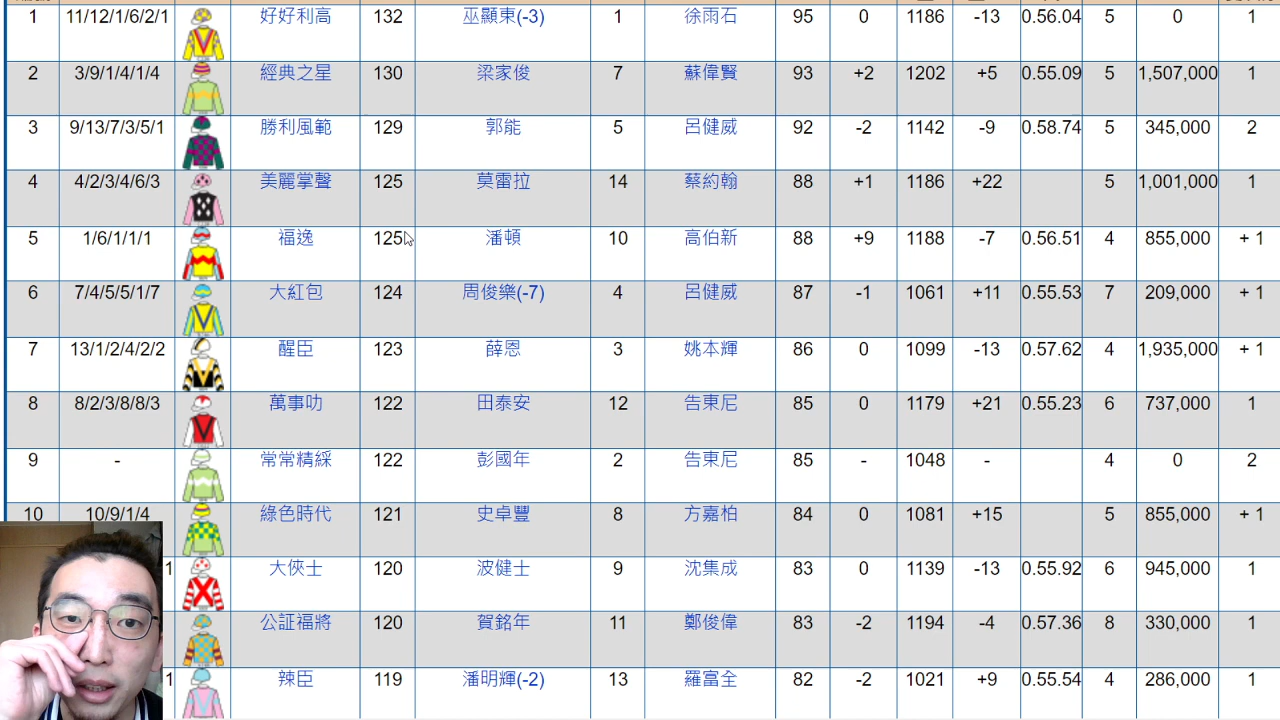 1 11/12/1/6/2/1 好好利高 132 巫顯東(-3) 1 徐雨石 95 0 1186 -13 0.56.04 5 0 1
2 3/9/1/4/1/4 經典之星 130 梁家俊 7 蘇偉賢 93 +2 1202 +5 0.55.09 5 1,507,000 1
3 9/13/7/3/5/1 勝利風範 129 郭能 5 呂健威 92 -2 1142 -9 0.58.74 5 345,000 2
4 4/2/3/4/6/3 美麗掌聲 125 莫雷拉 14 蔡約翰 88 +1 1186 +22 5 1,001,000 1
5 1/6/1/1/1 福逸 125 潘頓 10 高伯新 88 +9 1188 -7 0.56.51 4 855,000 + 1
6 7/4/5/5/1/7 大紅包 124 周俊樂(-7) 4 呂健威 87 -1 1061 +11 0.55.53 7 209,000 + 1
7 13/1/2/4/2/2 醒臣 123 薛恩 3 姚本輝 86 0 1099 -13 0.57.62 4 1,935,000 + 1
8 8/2/3/8/8/3 萬事叻 122 田泰安 12 告東尼 85 0 1179 +21 0.55.23 6 737,000 1
9 - 常常精綵 122 彭國年 2 告東尼 85 - 1048 - 4 0 2
10 10/9/1/4 綠色時代 121 史卓豐 8 方嘉柏 84 0 1081 +15 5 855,000 + 1
1 大俠士 120 波健士 9 沈集成 83 0 1139 -13 0.55.92 6 945,000 1
公証福將 120 賀銘年 11 鄭俊偉 83 -2 1194 -4 0.57.36 8 330,000 1
1 辣臣 119 潘明輝(-2) 13 羅富全 82 -2 1021 +9 0.55.54 4 286,000 1